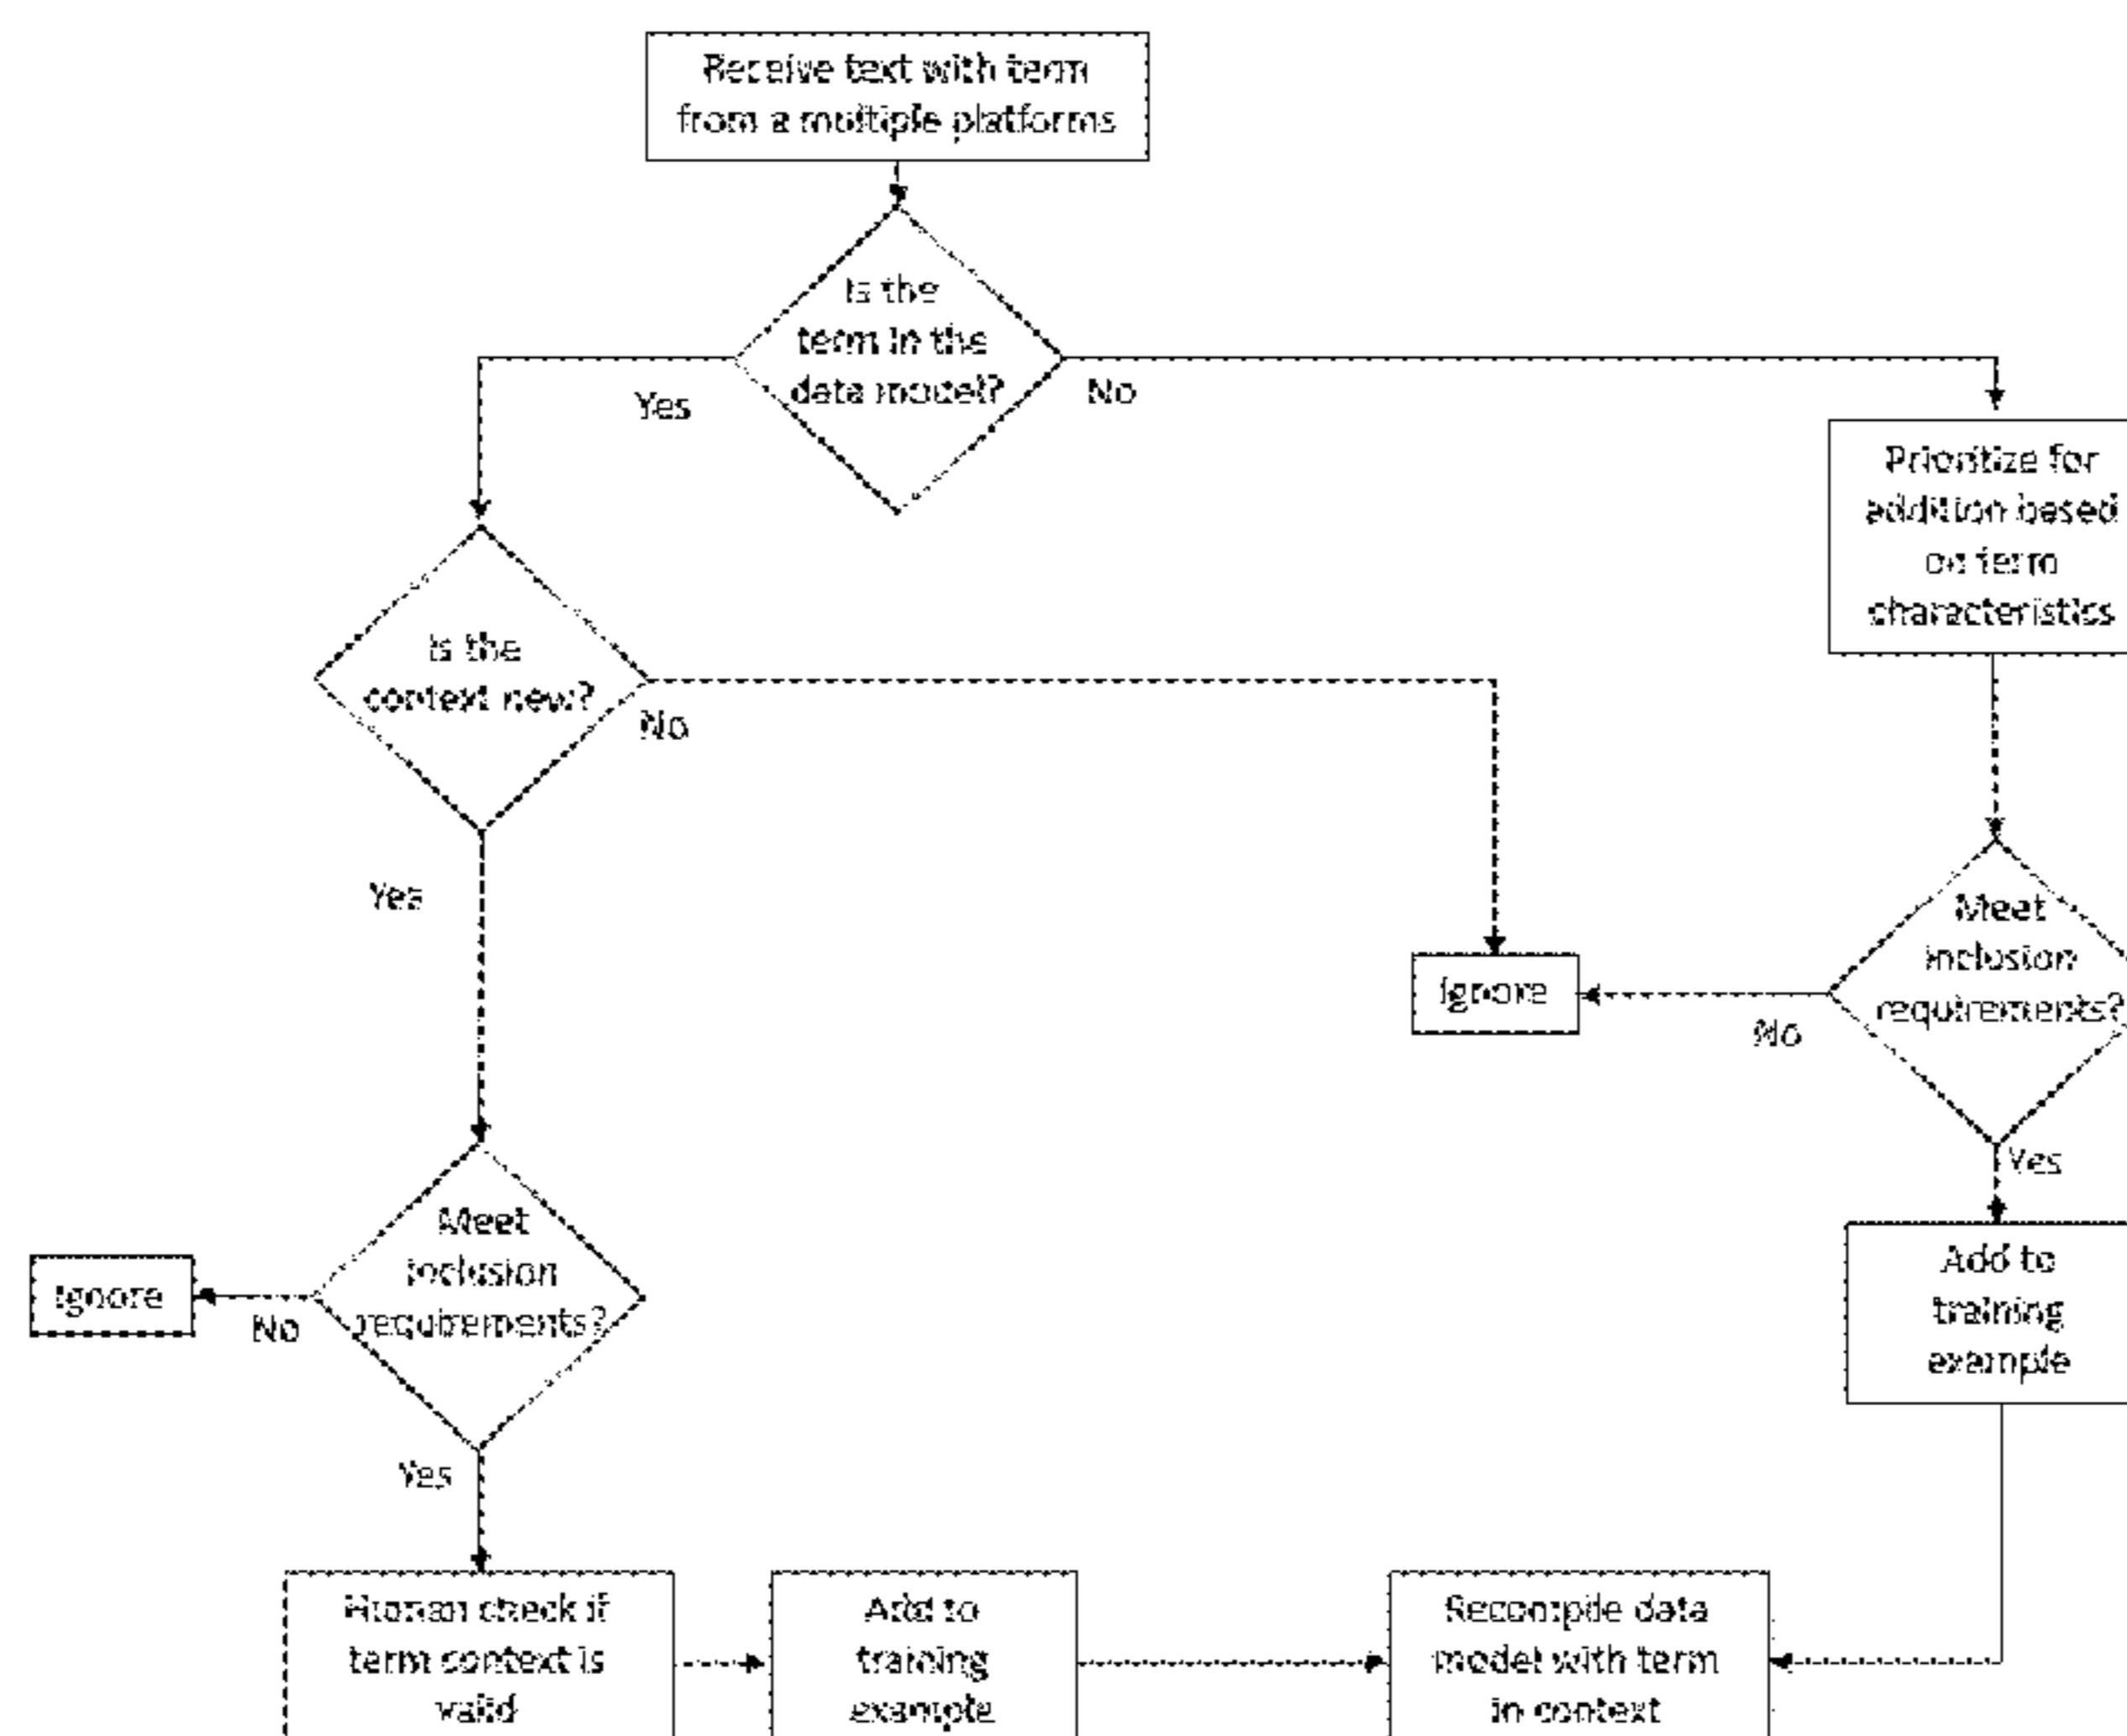 Receive text with term
from a multiple platforms
Is the
term in the
data model?
Yes
No
Prioritize for
addition based
on term
characteristics
Is the
context new?
No
Yes
Meet
inclusion
requirements?
Ignore
No
Yes
Meet
inclusion
requirements?
Ignore
No
Yes
Add to
training
example
Human check if
term context is
valid
Add to
training
example
Recompile data
model with term
in context